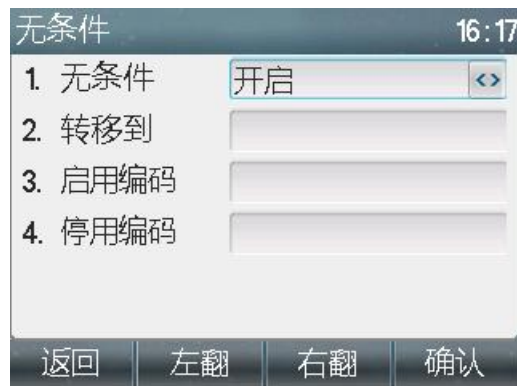 无条件 16:17
1. 无条件 开启 <>
2. 转移到
3. 启用编码
4. 停用编码
返回 左翻 右翻 确认